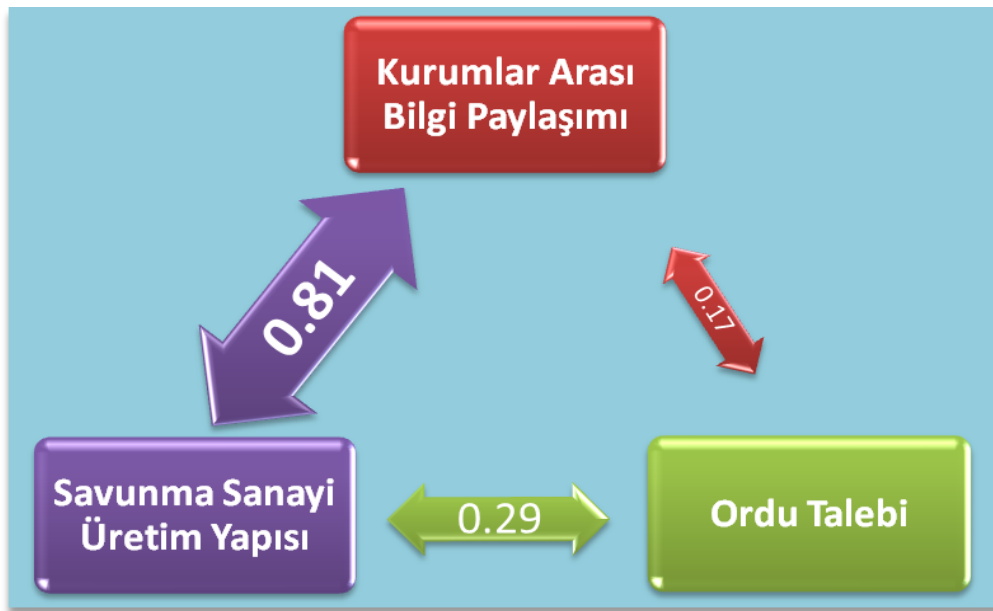 Kurumlar Arası
Bilgi Paylaşımı
0.81
0.17
Savunma Sanayi
Üretim Yapısı
0.29
Ordu Talebi